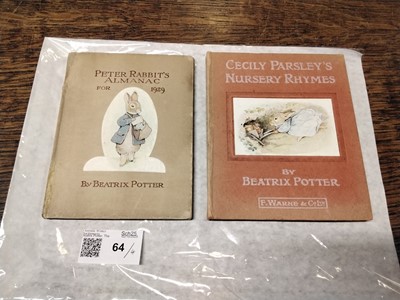 PETER RABBIT'S
ALMANAC
FOR 1929
BY BEATRIX POTTER
CECILY PARSLEY'S
NURSERY RHYMES
BY
BEATRIX POTTER
F. WARNE & Co Ltd
64/4